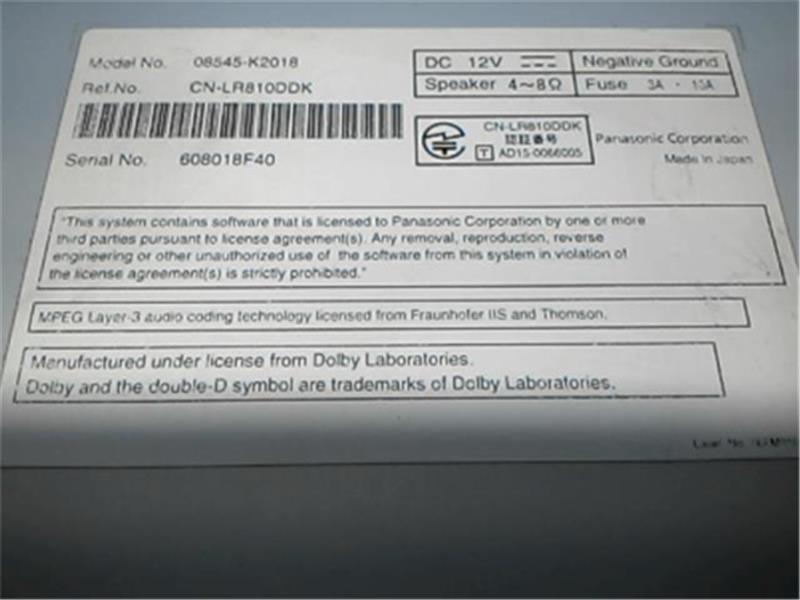 Model No. 08545-K2018
Ref.No. CN-LR810DDK
Serial No. 608018F40
DC 12V Negative Ground
Speaker 4~8Ω Fuse 3A · 15A
CN-LR810DDK
認証番号
T AD15-0066005
Panasonic Corporation
Made in Japan
"This system contains software that is licensed to Panasonic Corporation by one or more
third parties pursuant to license agreement(s). Any removal, reproduction, reverse
engineering or other unauthorized use of the software from this system in violation of
the license agreement(s) is strictly prohibited."
MPEG Layer-3 audio coding technology licensed from Fraunhofer IIS and Thomson.
Manufactured under license from Dolby Laboratories.
Dolby and the double-D symbol are trademarks of Dolby Laboratories.
Label No.